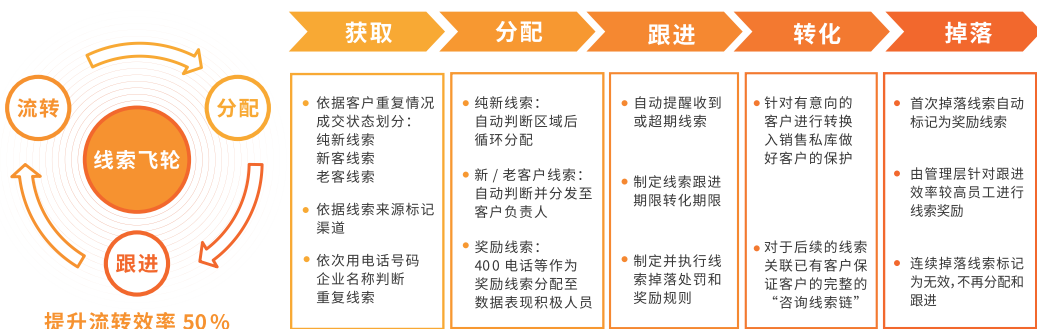 流转
分配
线索飞轮
跟进
提升流转效率 50%
获取
依据客户重复情况
成交状态划分：
纯新线索
新客线索
老客线索
依据线索来源标记
渠道
依次用电话号码
企业名称判断
重复线索
分配
纯新线索：
自动判断区域后
循环分配
新 / 老客户线索：
自动判断并分发至
客户负责人
奖励线索：
400 电话等作为
奖励线索分配至
数据表现积极人员
跟进
自动提醒收到
或超期线索
制定线索跟进
期限转化期限
制定并执行线
索掉落处罚和
奖励规则
转化
针对有意向的
客户进行转换
入销售私库做
好客户的保护
对于后续的线索
关联已有客户保
证客户的完整的
“咨询线索链”
掉落
首次掉落线索自动
标记为奖励线索
由管理层针对跟进
效率较高员工进行
线索奖励
连续掉落线索标记
为无效，不再分配和
跟进